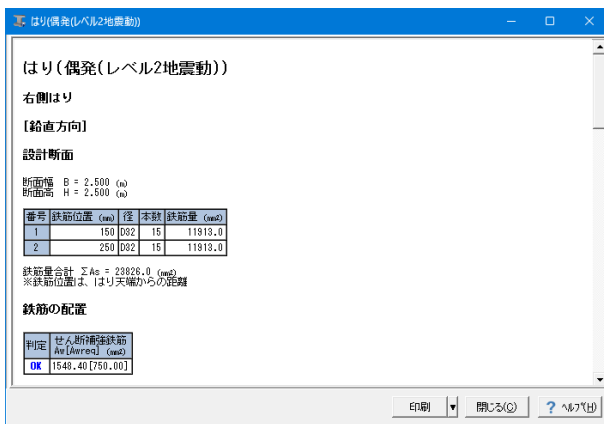 はり(偶発(レベル2地震動))
はり(偶発(レベル2地震動))
右側はり
[鉛直方向]
設計断面
断面幅 B = 2.500 (m)
断面高 H = 2.500 (m)
番号 鉄筋位置 (mm) 径 本数 鉄筋量 (mm2)
1 150 D32 15 11913.0
2 250 D32 15 11913.0
鉄筋量合計 ΣAs = 23826.0 (mm2)
※鉄筋位置は、はり天端からの距離
鉄筋の配置
判定 せん断補強鉄筋
Aw[Awreq] (mm2)
OK 1548.40[750.00]
印刷 閉じる(C) ? ヘルプ(H)